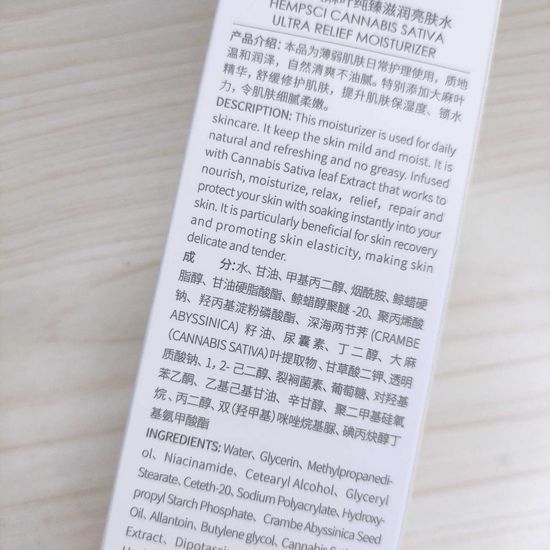 麻叶纯臻滋润亮肤水
HEMPSCI CANNABIS SATIVA
ULTRA RELIEF MOISTURIZER
产品介绍:本品为薄弱肌肤日常护理使用,质地
温和润泽,自然清爽不油腻。特别添加大麻叶
精华,舒缓修护肌肤,提升肌肤保湿度、锁水
力,令肌肤细腻柔嫩。
DESCRIPTION: This moisturizer is used for daily
skincare. It keep the skin mild and moist. It is
natural and refreshing and no greasy. Infused
with Cannabis Sativa leaf Extract that works to
nourish, moisturize, relax, relief, repair and
protect your skin with soaking instantly into your
skin. It is particularly beneficial for skin recovery
and promoting skin elasticity, making skin
delicate and tender.
成 分:水、甘油、甲基丙二醇、烟酰胺、鲸蜡硬
脂醇、甘油硬脂酸酯、鲸蜡醇聚醚-20、聚丙烯酸
钠、羟丙基淀粉磷酸酯、深海两节荠(CRAMBE
ABYSSINICA)籽油、尿囊素、丁二醇、大麻
(CANNABIS SATIVA)叶提取物、甘草酸二钾、透明
质酸钠、1,2-己二醇、裂裥菌素、葡萄糖、对羟基
苯乙酮、乙基己基甘油、辛甘醇、聚二甲基硅氧
烷、丙二醇、双(羟甲基)咪唑烷基脲、碘丙炔醇丁
基氨甲酸酯
INGREDIENTS: Water、Glycerin、Methylpropanedi-
ol、Niacinamide、Cetearyl Alcohol、Glyceryl
Stearate、Ceteth-20、Sodium Polyacrylate、Hydroxy-
propyl Starch Phosphate、Crambe Abyssinica Seed
Oil、Allantoin、Butylene glycol、Cannabis
Extract、